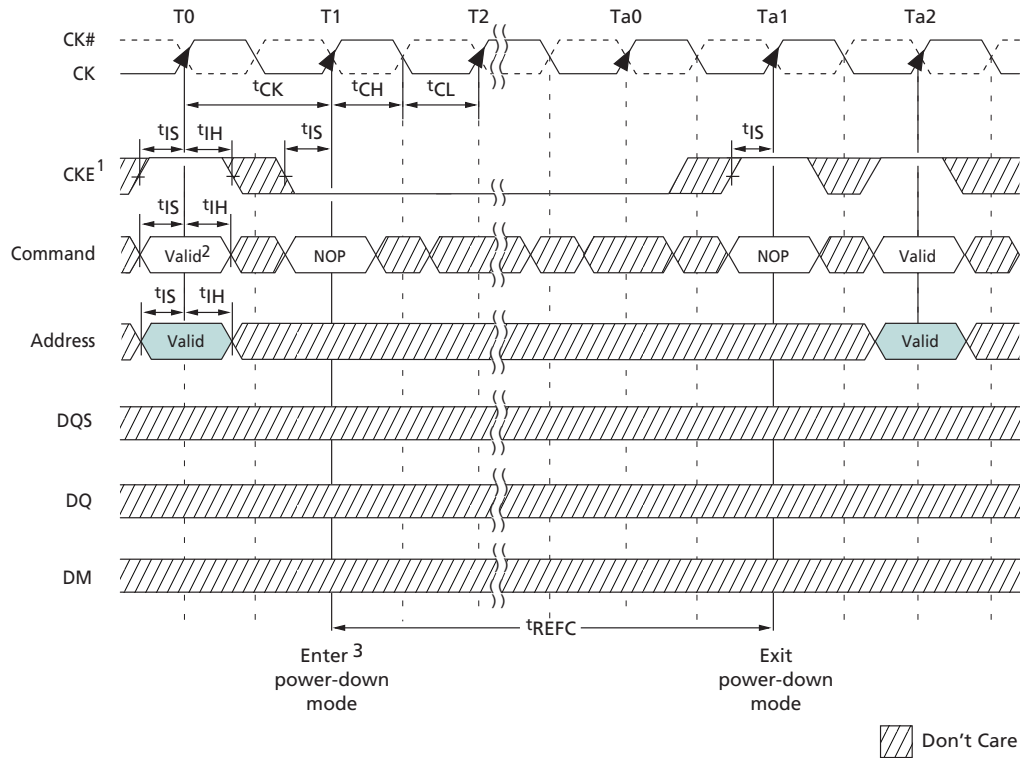 T0 T1 T2 Ta0 Ta1 Ta2
CK#
CK
tCK tCH tCL
tIS tIH tIS tIS
CKE1
tIS tIH
Command Valid2 NOP NOP Valid
tIS tIH
Address Valid Valid
DQS
DQ
DM
tREFC
Enter 3
power-down
mode
Exit
power-down
mode
Don't Care